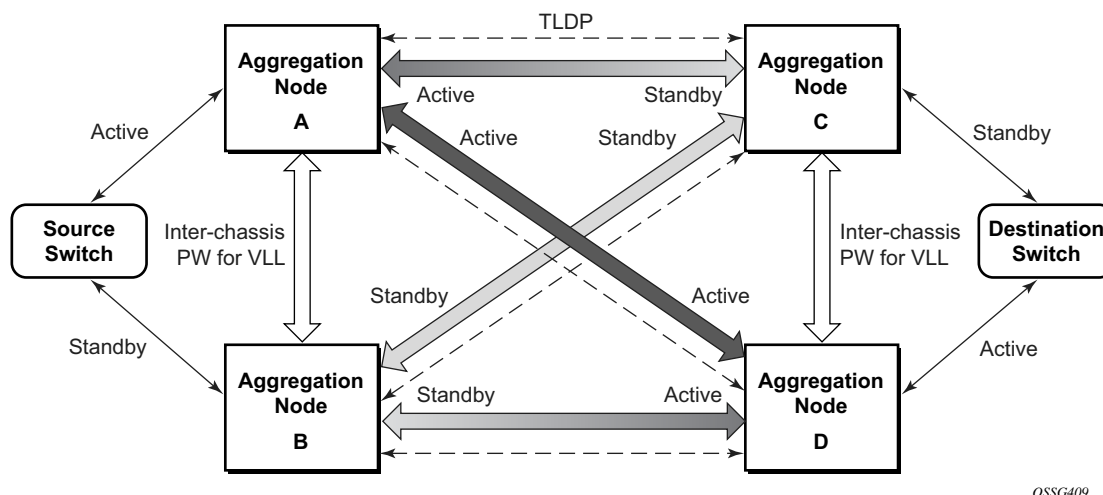 TLDP
Aggregation
Node
A
Aggregation
Node
C
Active
Standby
Active
Standby
Active
Standby
Source
Switch
Inter-chassis
PW for VLL
Inter-chassis
PW for VLL
Destination
Switch
Standby
Active
Standby
Active
Aggregation
Node
B
Standby
Active
Aggregation
Node
D
OSSG409